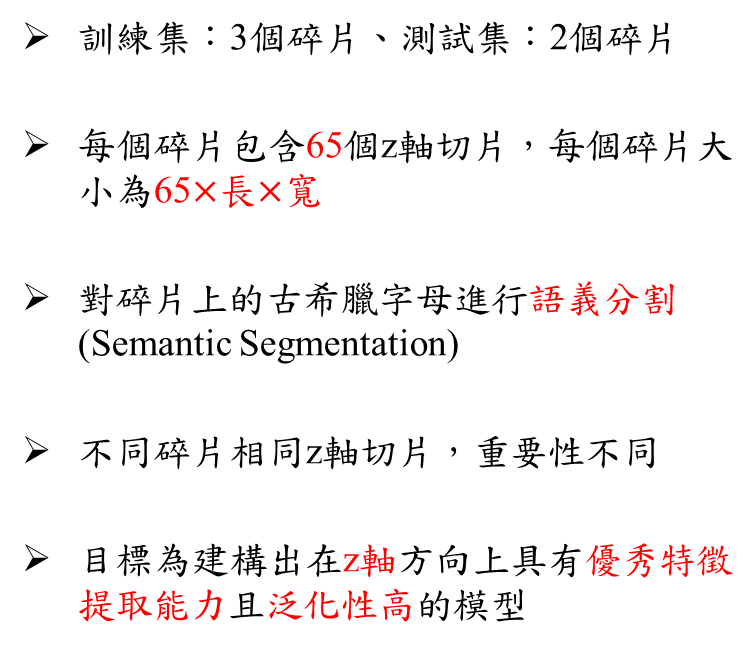 ➢ 訓練集：3個碎片、測試集：2個碎片
➢ 每個碎片包含65個z軸切片，每個碎片大
小為65×長×寬
➢ 對碎片上的古希臘字母進行語義分割
(Semantic Segmentation)
➢ 不同碎片相同z軸切片，重要性不同
➢ 目標為建構出在z軸方向上具有優秀特徵
提取能力且泛化性高的模型